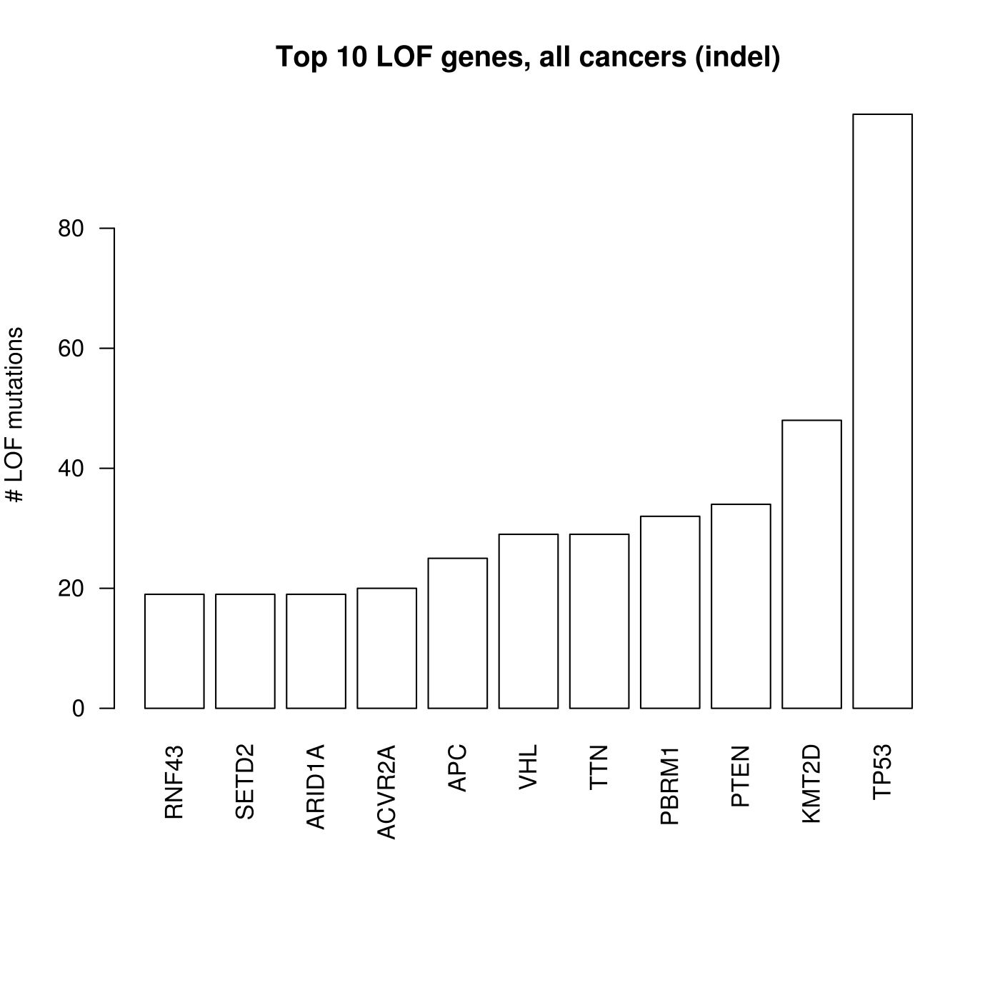 Top 10 LOF genes, all cancers (indel)
# LOF mutations
80
60
40
20
0
RNF43
SETD2
ARID1A
ACVR2A
APC
VHL
TTN
PBRM1
PTEN
KMT2D
TP53